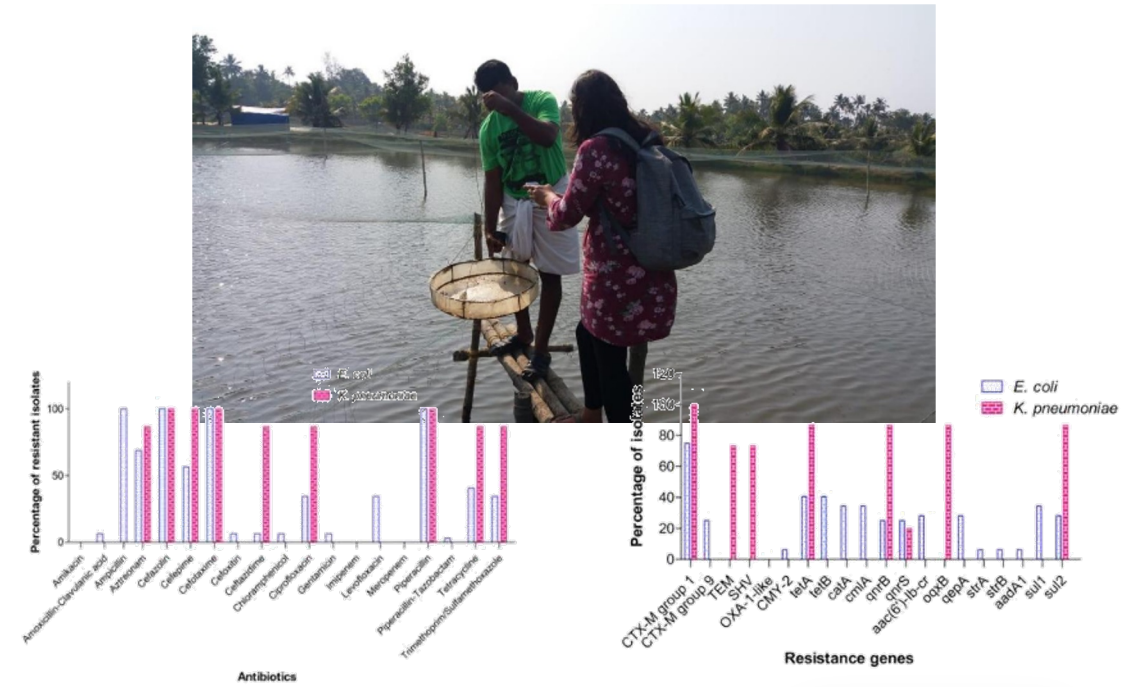 E. coli
K. pneumoniae
Percentage of resistant isolates
100
50
0
Amikacin
Amoxicillin-Clavulanic acid
Ampicillin
Aztreonam
Cefazolin
Cefepime
Cefotaxime
Cefoxitin
Ceftazidime
Chloramphenicol
Ciprofloxacin
Gentamicin
Imipenem
Levofloxacin
Meropenem
Piperacillin
Piperacillin-Tazobactam
Tetracycline
Trimethoprim/Sulfamethoxazole
Antibiotics
E. coli
K. pneumoniae
Percentage of isolates
120
100
80
60
40
20
0
CTX-M group 1
CTX-M group 9
TEM
SHV
OXA-1-like
CMY-2
tetA
tetB
catA
cmlA
qnrB
qnrS
aac(6')-Ib-cr
oqxB
qepA
strA
strB
aadA1
sul1
sul2
Resistance genes